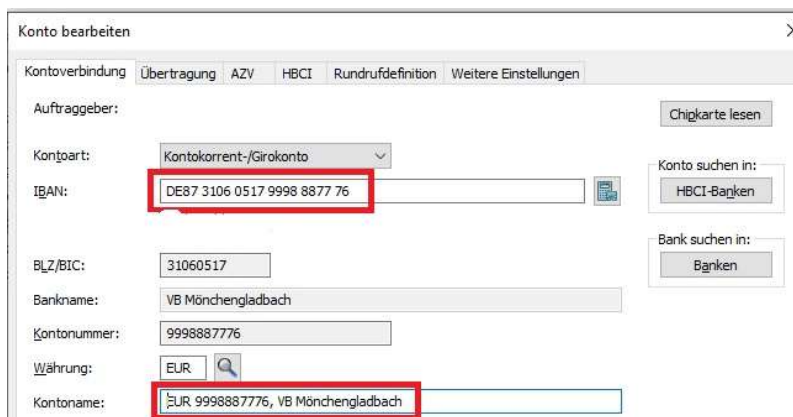 Konto bearbeiten
Kontoverbindung Übertragung AZV HBCI Rundrufdefinition Weitere Einstellungen
Auftraggeber:
Chipkarte lesen
Kontoart: Kontokorrent-/Girokonto
Konto suchen in:
IBAN: DE87 3106 0517 9998 8877 76
HBCI-Banken
Bank suchen in:
BLZ/BIC: 31060517
Banken
Bankname: VB Mönchengladbach
Kontonummer: 9998887776
Währung: EUR
Kontoname: EUR 9998887776, VB Mönchengladbach